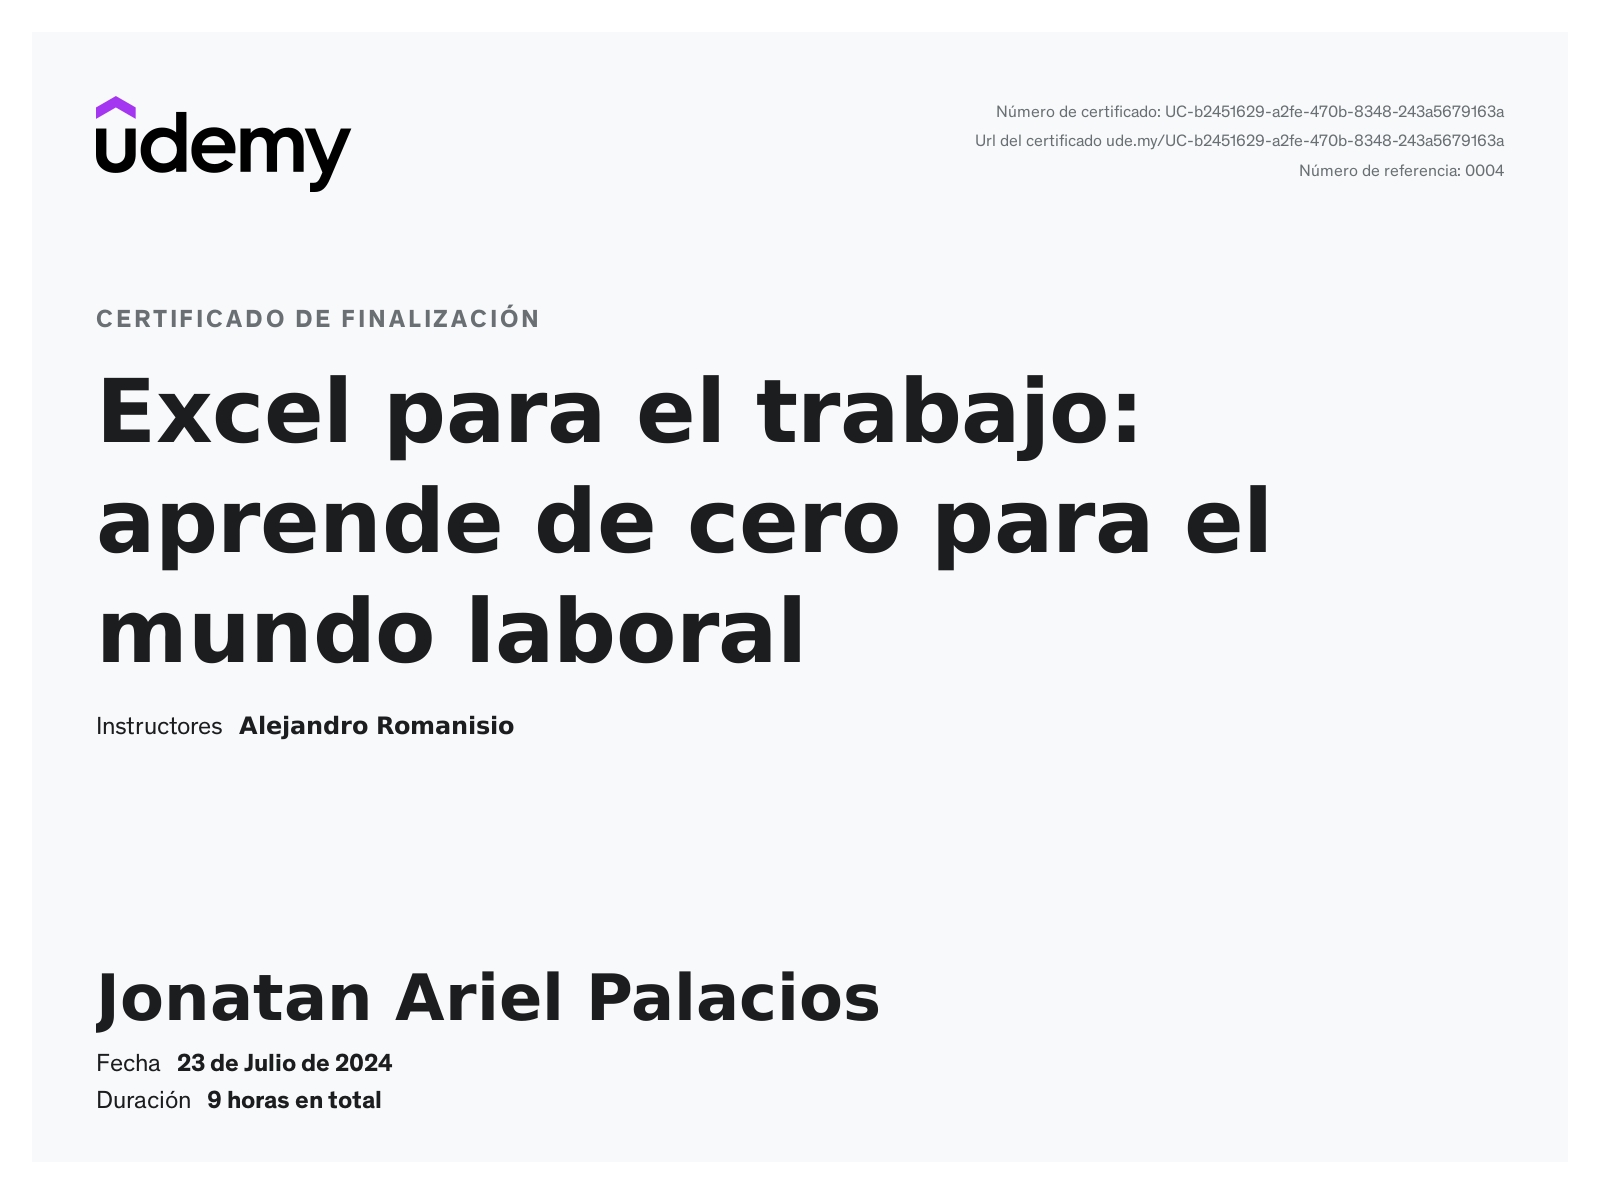 udemy
Número de certificado: UC-b2451629-a2fe-470b-8348-243a5679163a
Url del certificado ude.my/UC-b2451629-a2fe-470b-8348-243a5679163a
Número de referencia: 0004
CERTIFICADO DE FINALIZACIÓN
Excel para el trabajo:
aprende de cero para el
mundo laboral
Instructores Alejandro Romanisio
Jonatan Ariel Palacios
Fecha 23 de Julio de 2024
Duración 9 horas en total